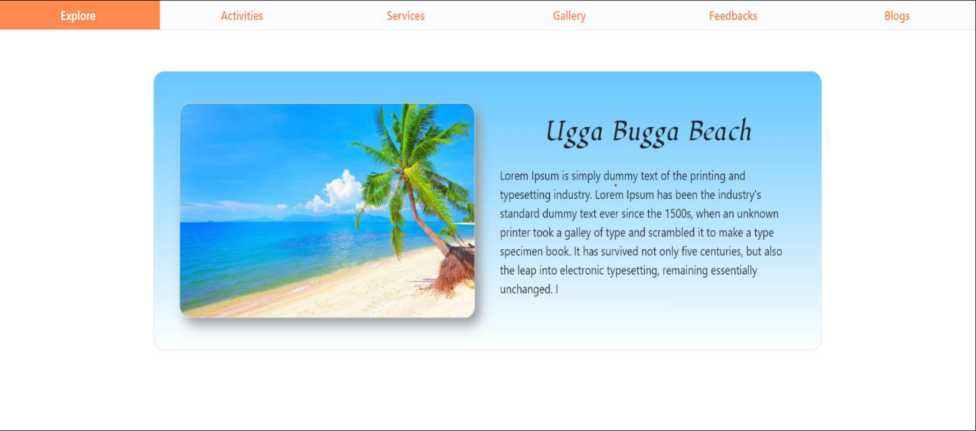 Explore Activities Services Gallery Feedbacks Blogs
Ugga Bugga Beach
Lorem Ipsum is simply dummy text of the printing and
typesetting industry. Lorem Ipsum has been the industry's
standard dummy text ever since the 1500s, when an unknown
printer took a galley of type and scrambled it to make a type
specimen book. It has survived not only five centuries, but also
the leap into electronic typesetting, remaining essentially
unchanged. I